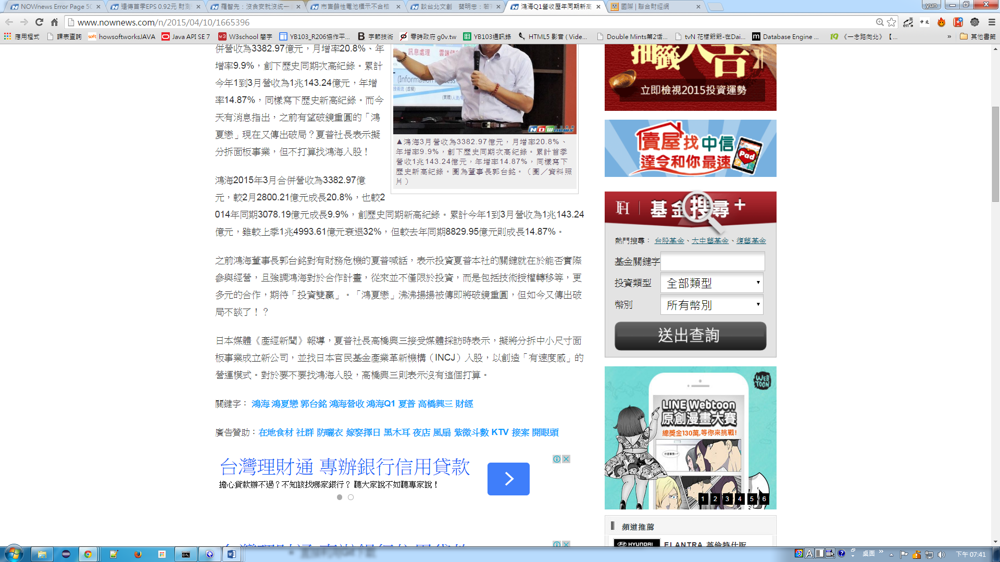 NOWnews Error Page 50
遠傳首季EPS 0.92元 財測
羅智先：沒食安就沒統一
市售鹼性電池標示不合格
談台北文創 蔡明忠：若
鴻海Q1營收歷年同期新高
國際 | 聯合財經網
yun
www.nownews.com/n/2015/04/10/1665396
應用程式
課表查詢
howsoftworksJAVA
Java API SE 7
W3school 簡字
YB103_R206協作平...
字節技術
零時政府 g0v.tw
YB103通訊錄
HTML5 影音 ( Vide...
Double Mints第2话...
tvN 花樣爺爺-在Dai...
Database Engine ...
《一念路向北》【...
»
其他書籤
併營收為3382.97億元，月增率20.8%、年
增率9.9%，創下歷史同期次高紀錄。累計
今年1到3月營收為1兆143.24億元，年增
率14.87%，同樣寫下歷史新高紀錄。而今
天有消息指出，之前有望破鏡重圓的「鴻
夏戀」現在又傳出破局？夏普社長表示擬
分拆面板事業，但不打算找鴻海入股！
訊息處理
(Information
NOWnews
▲鴻海3月營收為3382.97億元，月增率20.8%、
年增率9.9%，創下歷史同期次高紀錄。累計首季
營收1兆143.24億元，年增率14.87%，同樣寫下
歷史新高紀錄。圖為董事長郭台銘。（圖／資料照
片）
鴻海2015年3月合併營收為3382.97億
元，較2月2800.21億元成長20.8%，也較2
014年同期3078.19億元成長9.9%，創歷史同期新高紀錄。累計今年1到3月營收為1兆143.24
億元，雖較上季1兆4993.61億元衰退32%，但較去年同期8829.95億元則成長14.87%。
之前鴻海董事長郭台銘對有財務危機的夏普喊話，表示投資夏普本社的關鍵就在於能否實際
參與經營，且強調鴻海對於合作計畫，從來並不僅限於投資，而是包括技術授權轉移等，更
多元的合作，期待「投資雙贏」。「鴻夏戀」沸沸揚揚被傳即將破鏡重圓，但如今又傳出破
局不談了！？
日本媒體《產經新聞》報導，夏普社長高橋興三接受媒體採訪時表示，擬將分拆中小尺寸面
板事業成立新公司，並找日本官民基金產業革新機構（INCJ）入股，以創造「有速度感」的
營運模式。對於要不要找鴻海入股，高橋興三則表示沒有這個打算。
關鍵字： 鴻海 鴻夏戀 郭台銘 鴻海營收 鴻海Q1 夏普 高橋興三 財經
廣告贊助：在地食材 社群 防曬衣 嫁娶擇日 黑木耳 夜店 風扇 紫微斗數 KTV 接案 開眼頭
台灣理財通 專辦銀行信用貸款
擔心貸款辦不過？不知該找哪家銀行？ 聽大家說不如聽專家說！
立即檢視2015投資運勢
賣屋找中信
達令和你最速
Pad
基金搜尋+
熱門搜尋： 台股基金、大中華基金、復華基金
基金關鍵字
投資類型 全部類型
幣別 所有幣別
送出查詢
WEB
TOON
LINE Webtoon
原創漫畫大賽
總獎金130萬,等你來挑戰!
1 2 3 4 5 6
頻道推薦
HYUNDAI
ELANTRA 英倫特仕版
桌面
下午 07:41